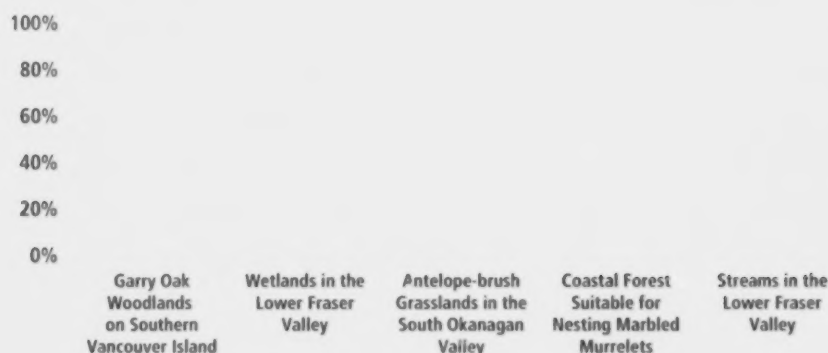 100%
80%
60%
40%
20%
0%
Garry Oak
Woodlands
on Southern
Vancouver Island
Wetlands in the
Lower Fraser
Valley
Antelope-brush
Grasslands in the
South Okanagan
Valley
Coastal Forest
Suitable for
Nesting Marbled
Murrelets
Streams in the
Lower Fraser
Valley